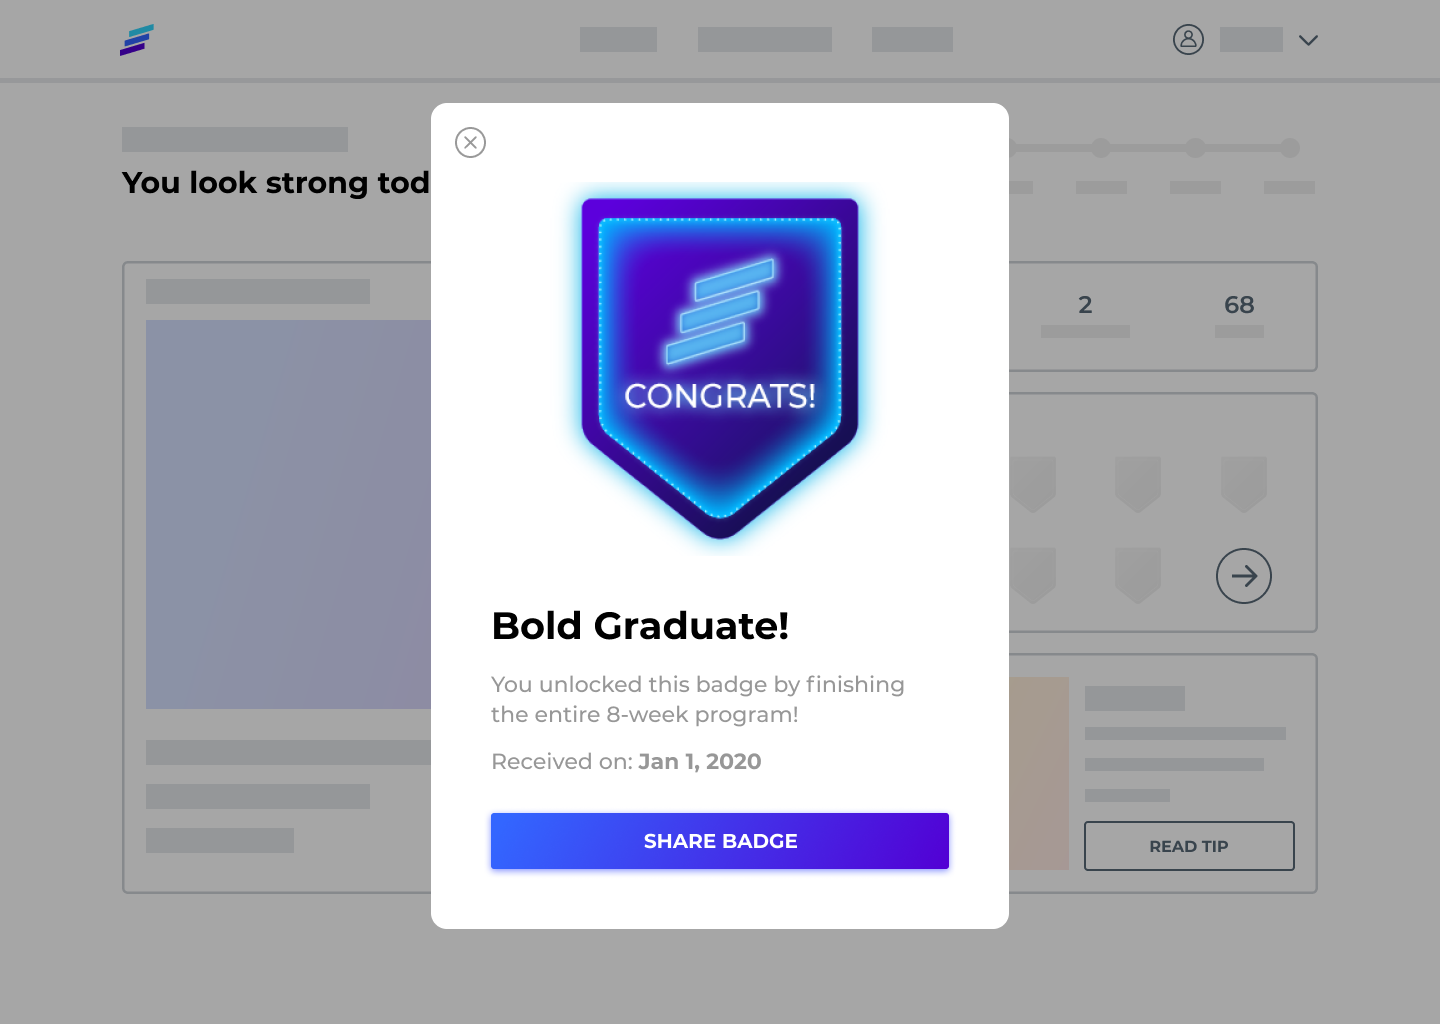 You look strong tod
2
68
CONGRATS!
Bold Graduate!
You unlocked this badge by finishing
the entire 8-week program!
Received on: Jan 1, 2020
SHARE BADGE
READ TIP